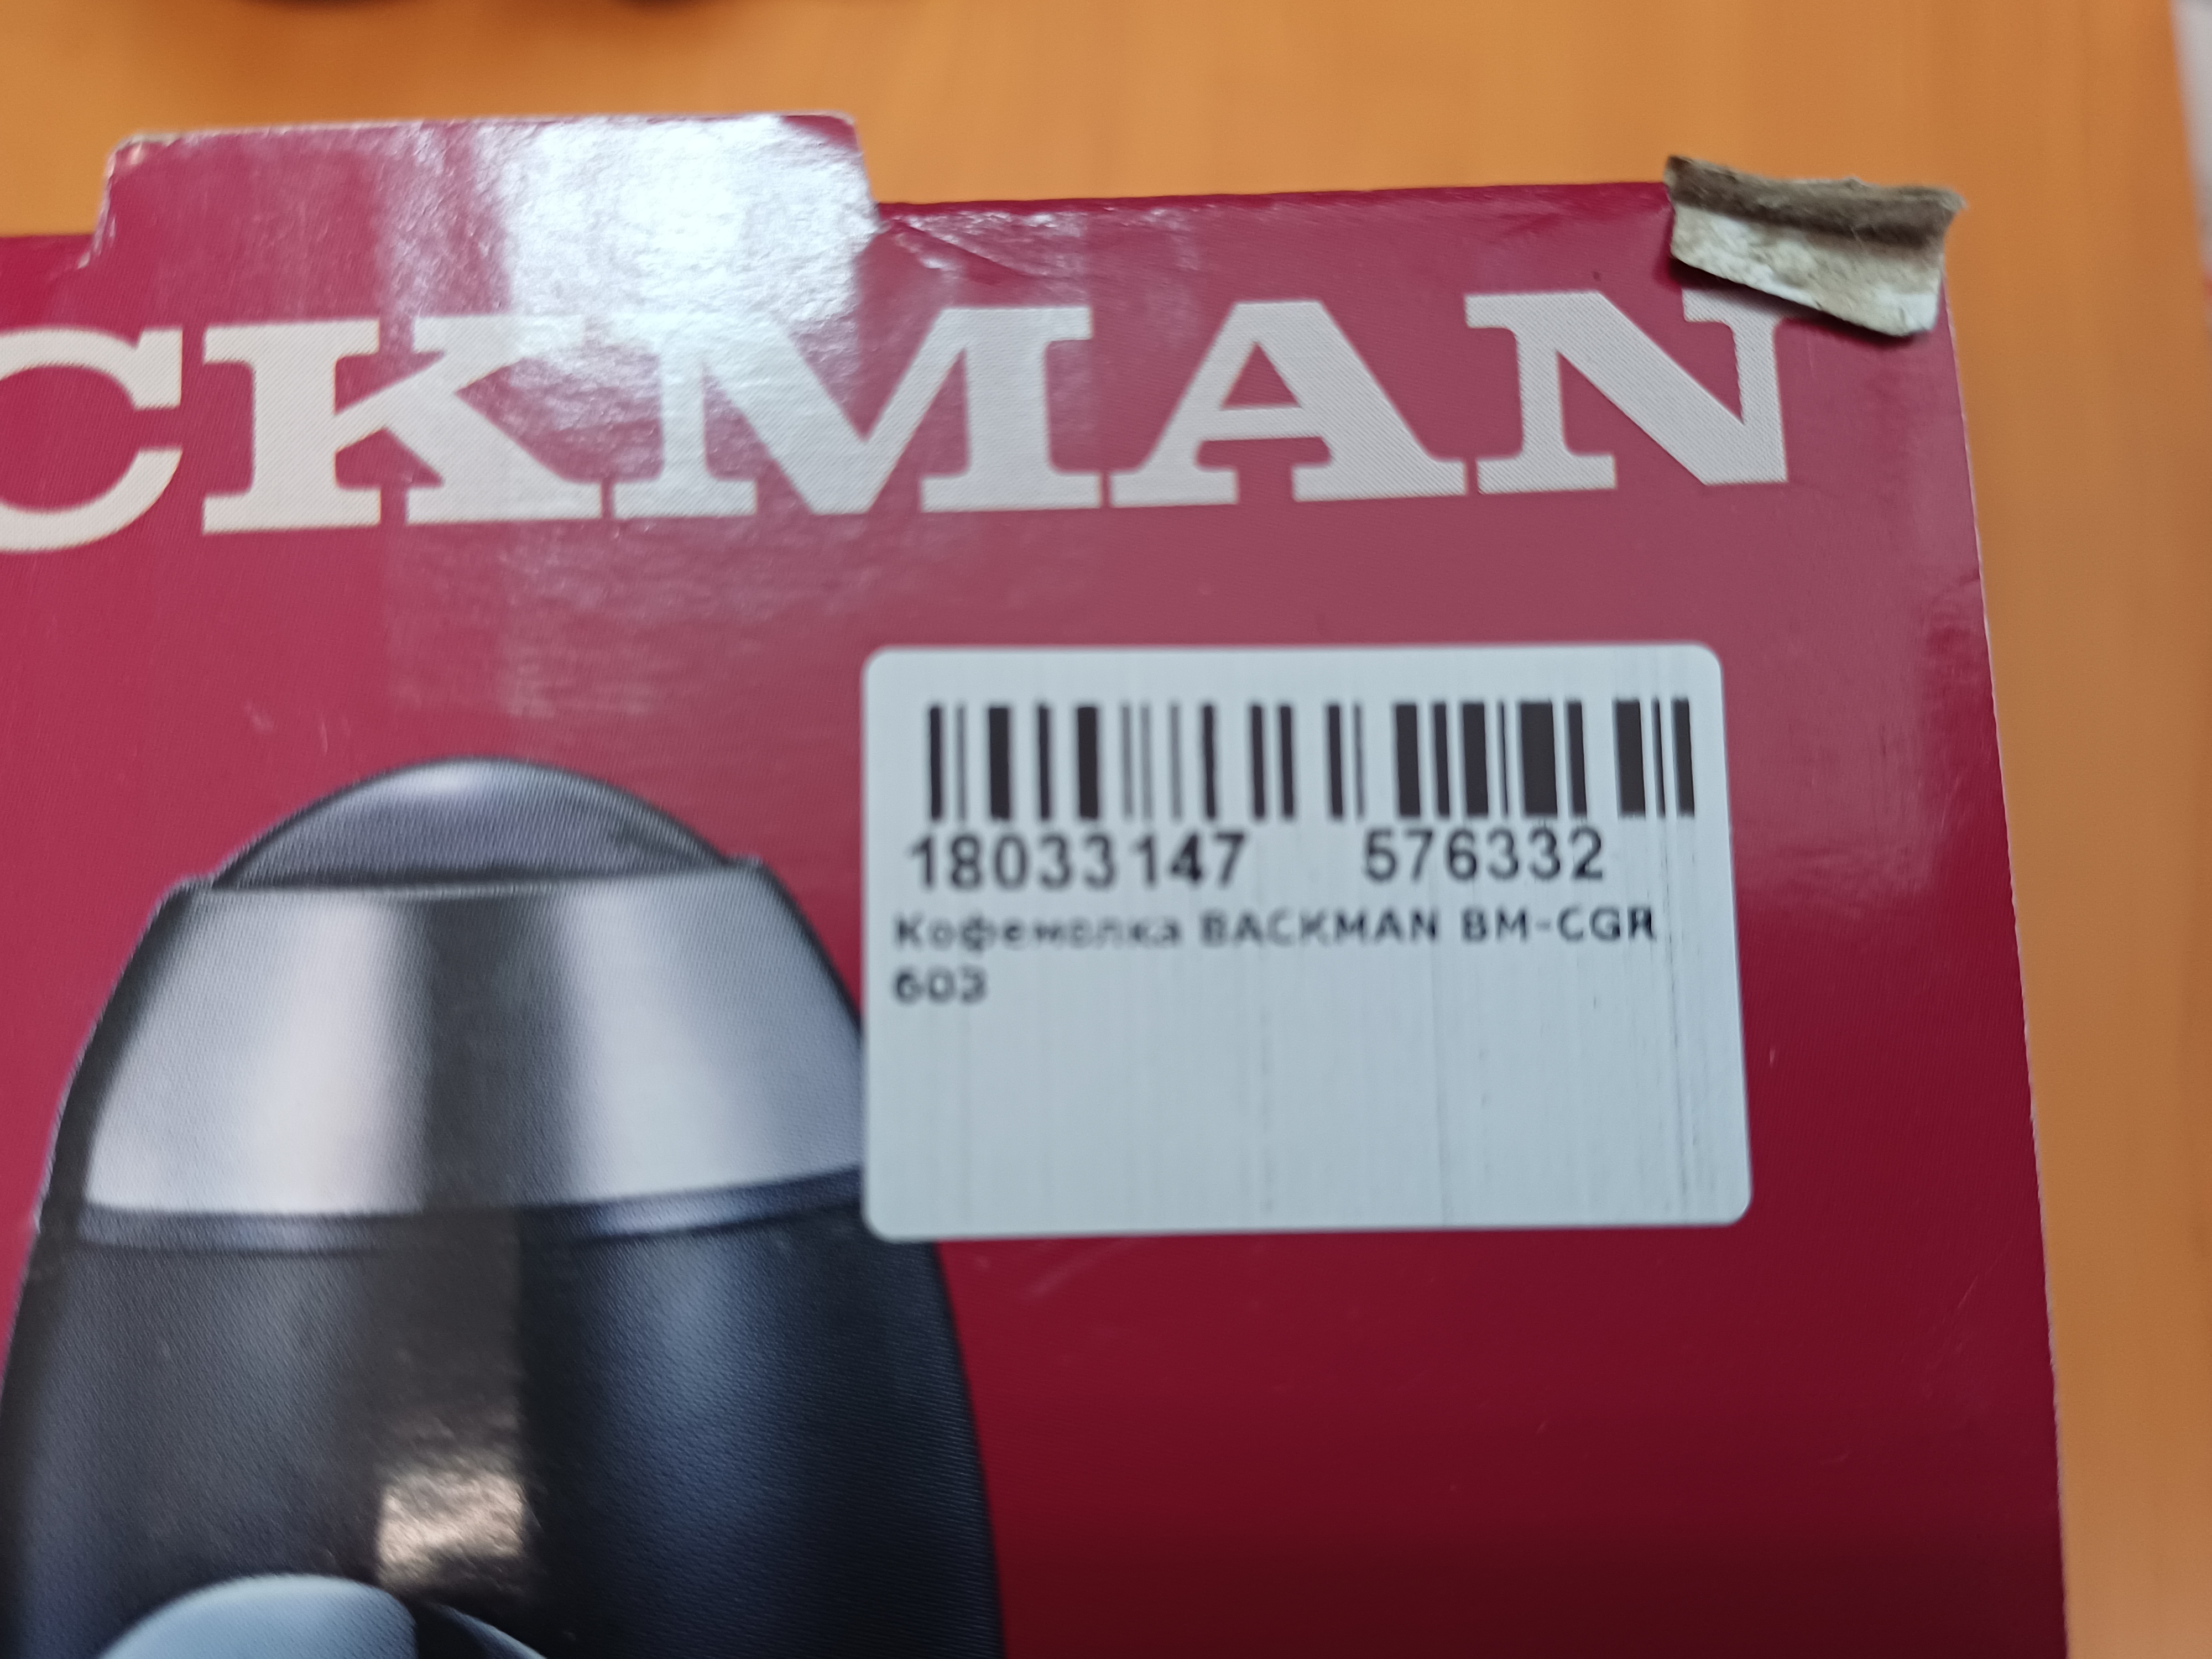 CKMAN
18033147 576332
Кофемолка BACKMAN BM-CGR
603